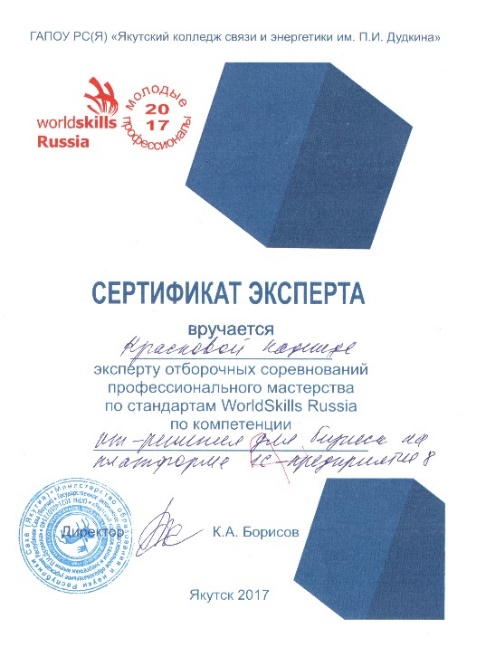 ГАПОУ РС(Я) «Якутский колледж связи и энергетики им. П.И. Дудкина»
worldskills
Russia
МОЛОДЫЕ
20
17
ПРОФЕССИОНАЛЫ
СЕРТИФИКАТ ЭКСПЕРТА
вручается
Красковой Надежде
эксперту отборочных соревнований
профессионального мастерства
по стандартам WorldSkills Russia
по компетенции
ит-решения для бизнеса на
платформе 1с-предприятие 8
Директор К.А. Борисов
Якутск 2017